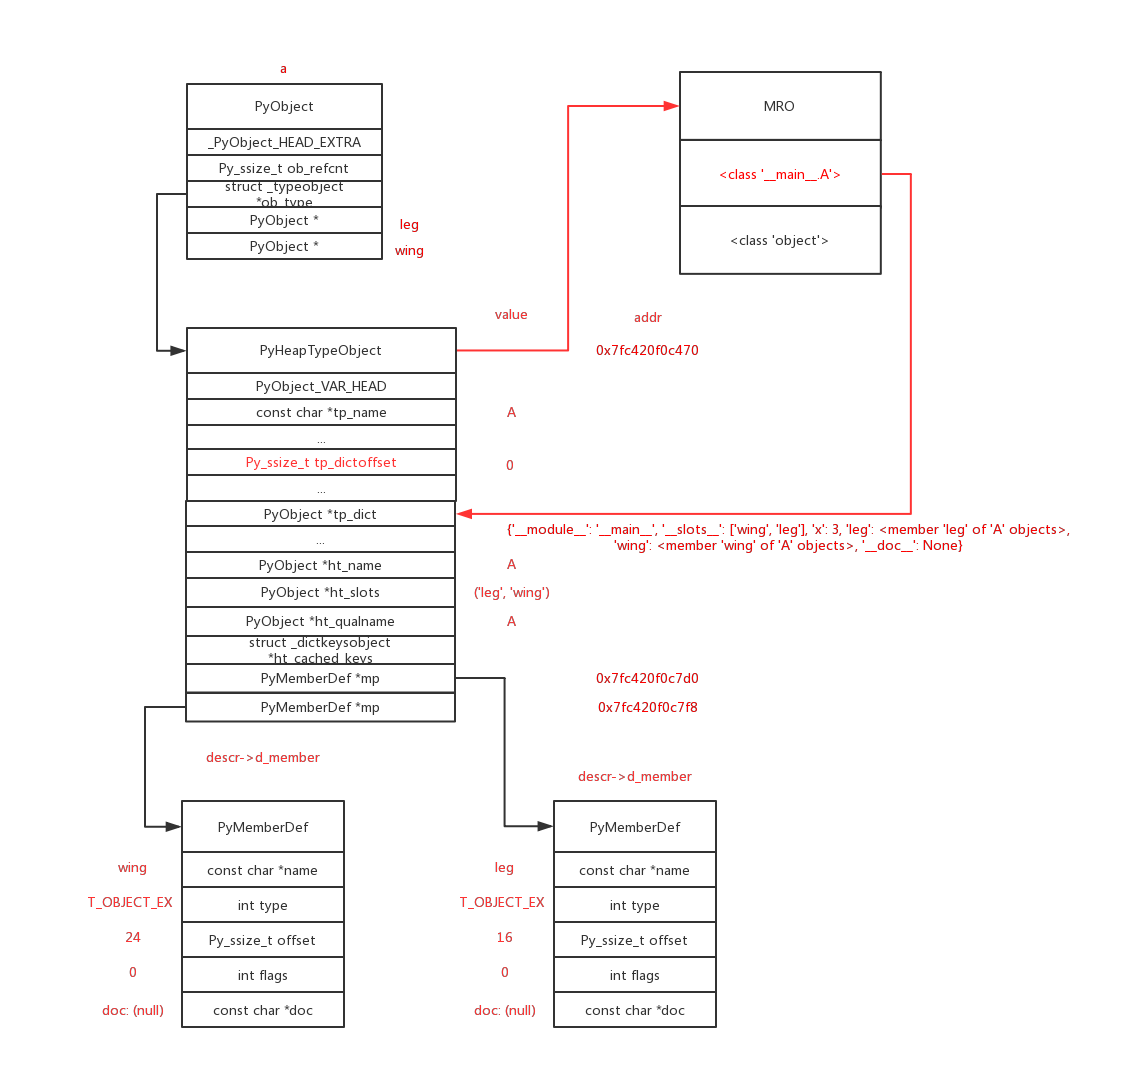 a
PyObject
_PyObject_HEAD_EXTRA
Py_ssize_t ob_refcnt
struct _typeobject
*ob_type
PyObject *
leg
PyObject *
wing
MRO
<class '__main__.A'>
<class 'object'>
value
addr
PyHeapTypeObject
0x7fc420f0c470
PyObject_VAR_HEAD
const char *tp_name
A
...
Py_ssize_t tp_dictoffset
0
...
PyObject *tp_dict
{'__module__': '__main__', '__slots__': ['wing', 'leg'], 'x': 3, 'leg': <member 'leg' of 'A' objects>,
'wing': <member 'wing' of 'A' objects>, '__doc__': None}
...
PyObject *ht_name
A
PyObject *ht_slots
('leg', 'wing')
PyObject *ht_qualname
A
struct _dictkeysobject
*ht_cached_keys
PyMemberDef *mp
0x7fc420f0c7d0
PyMemberDef *mp
0x7fc420f0c7f8
descr->d_member
PyMemberDef
wing
const char *name
T_OBJECT_EX
int type
24
Py_ssize_t offset
0
int flags
doc: (null)
const char *doc
descr->d_member
PyMemberDef
leg
const char *name
T_OBJECT_EX
int type
16
Py_ssize_t offset
0
int flags
doc: (null)
const char *doc